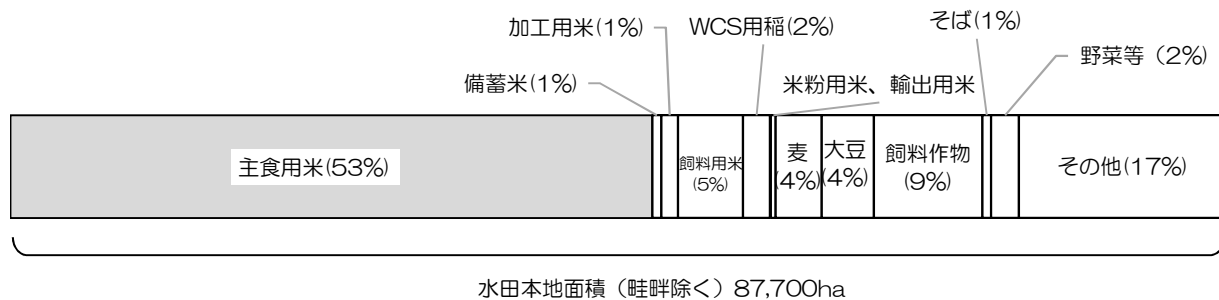 加工用米(1%)
WCS用稲(2%)
そば(1%)
備蓄米(1%)
米粉用米、輸出用米
野菜等（2%)
主食用米(53%)
飼料用米
(5%)
麦
(4%)
大豆
(4%)
飼料作物
(9%)
その他(17%)
水田本地面積（畦畔除く）87,700ha